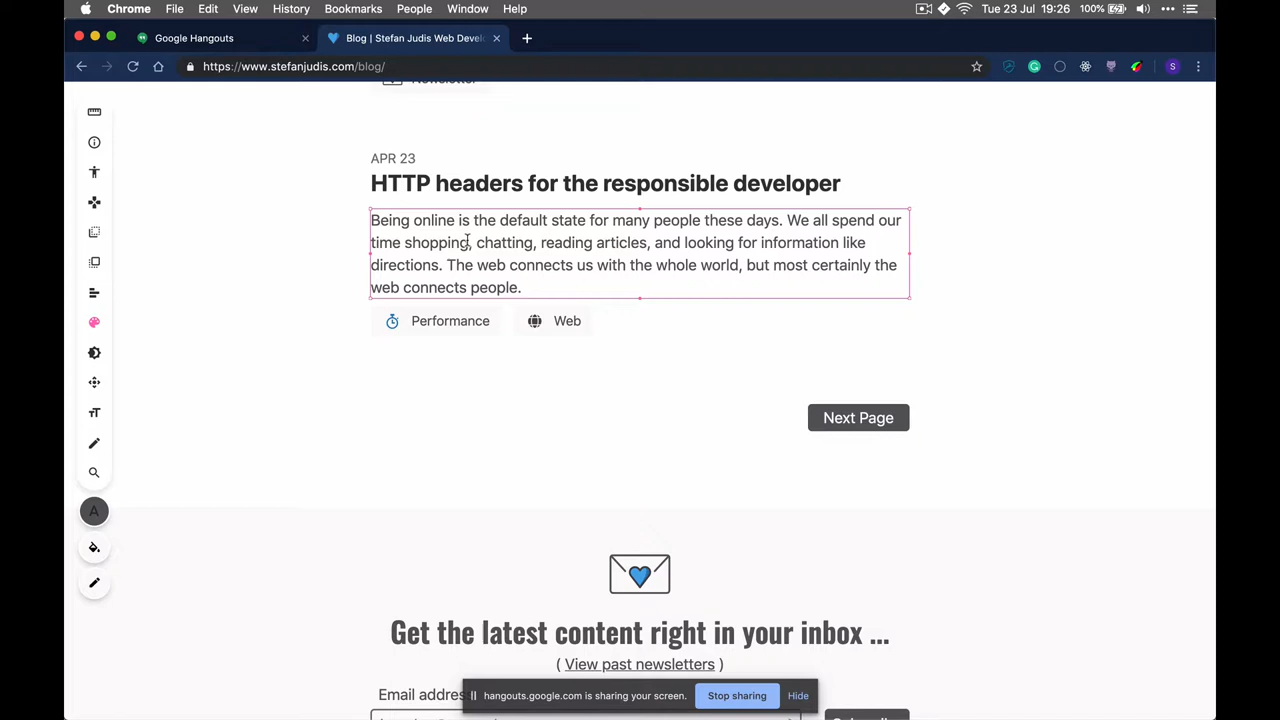 Chrome File Edit View History Bookmarks People Window Help
Tue 23 Jul 19:26 100%
Google Hangouts
Blog | Stefan Judis Web Devel
https://www.stefanjudis.com/blog/
S
Newsletter
APR 23
HTTP headers for the responsible developer
Being online is the default state for many people these days. We all spend our
time shopping, chatting, reading articles, and looking for information like
directions. The web connects us with the whole world, but most certainly the
web connects people.
Performance Web
Next Page
A
Get the latest content right in your inbox ...
( View past newsletters )
Email addres
hangouts.google.com is sharing your screen. Stop sharing Hide